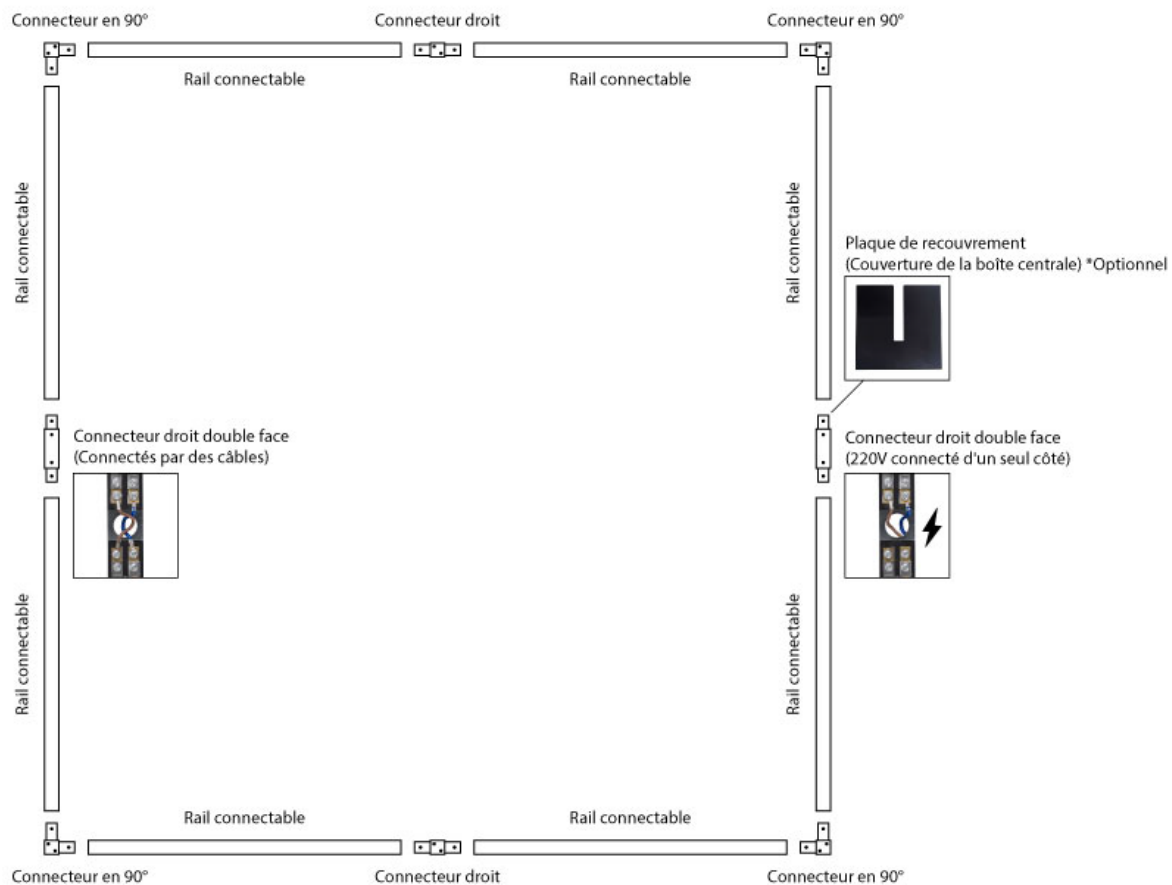 Connecteur en 90°
Connecteur droit
Connecteur en 90°
Rail connectable
Rail connectable
Rail connectable
Rail connectable
Plaque de recouvrement
(Couverture de la boîte centrale) *Optionnel
Connecteur droit double face
(Connectés par des câbles)
Connecteur droit double face
(220V connecté d'un seul côté)
Rail connectable
Rail connectable
Rail connectable
Rail connectable
Connecteur en 90°
Connecteur droit
Connecteur en 90°